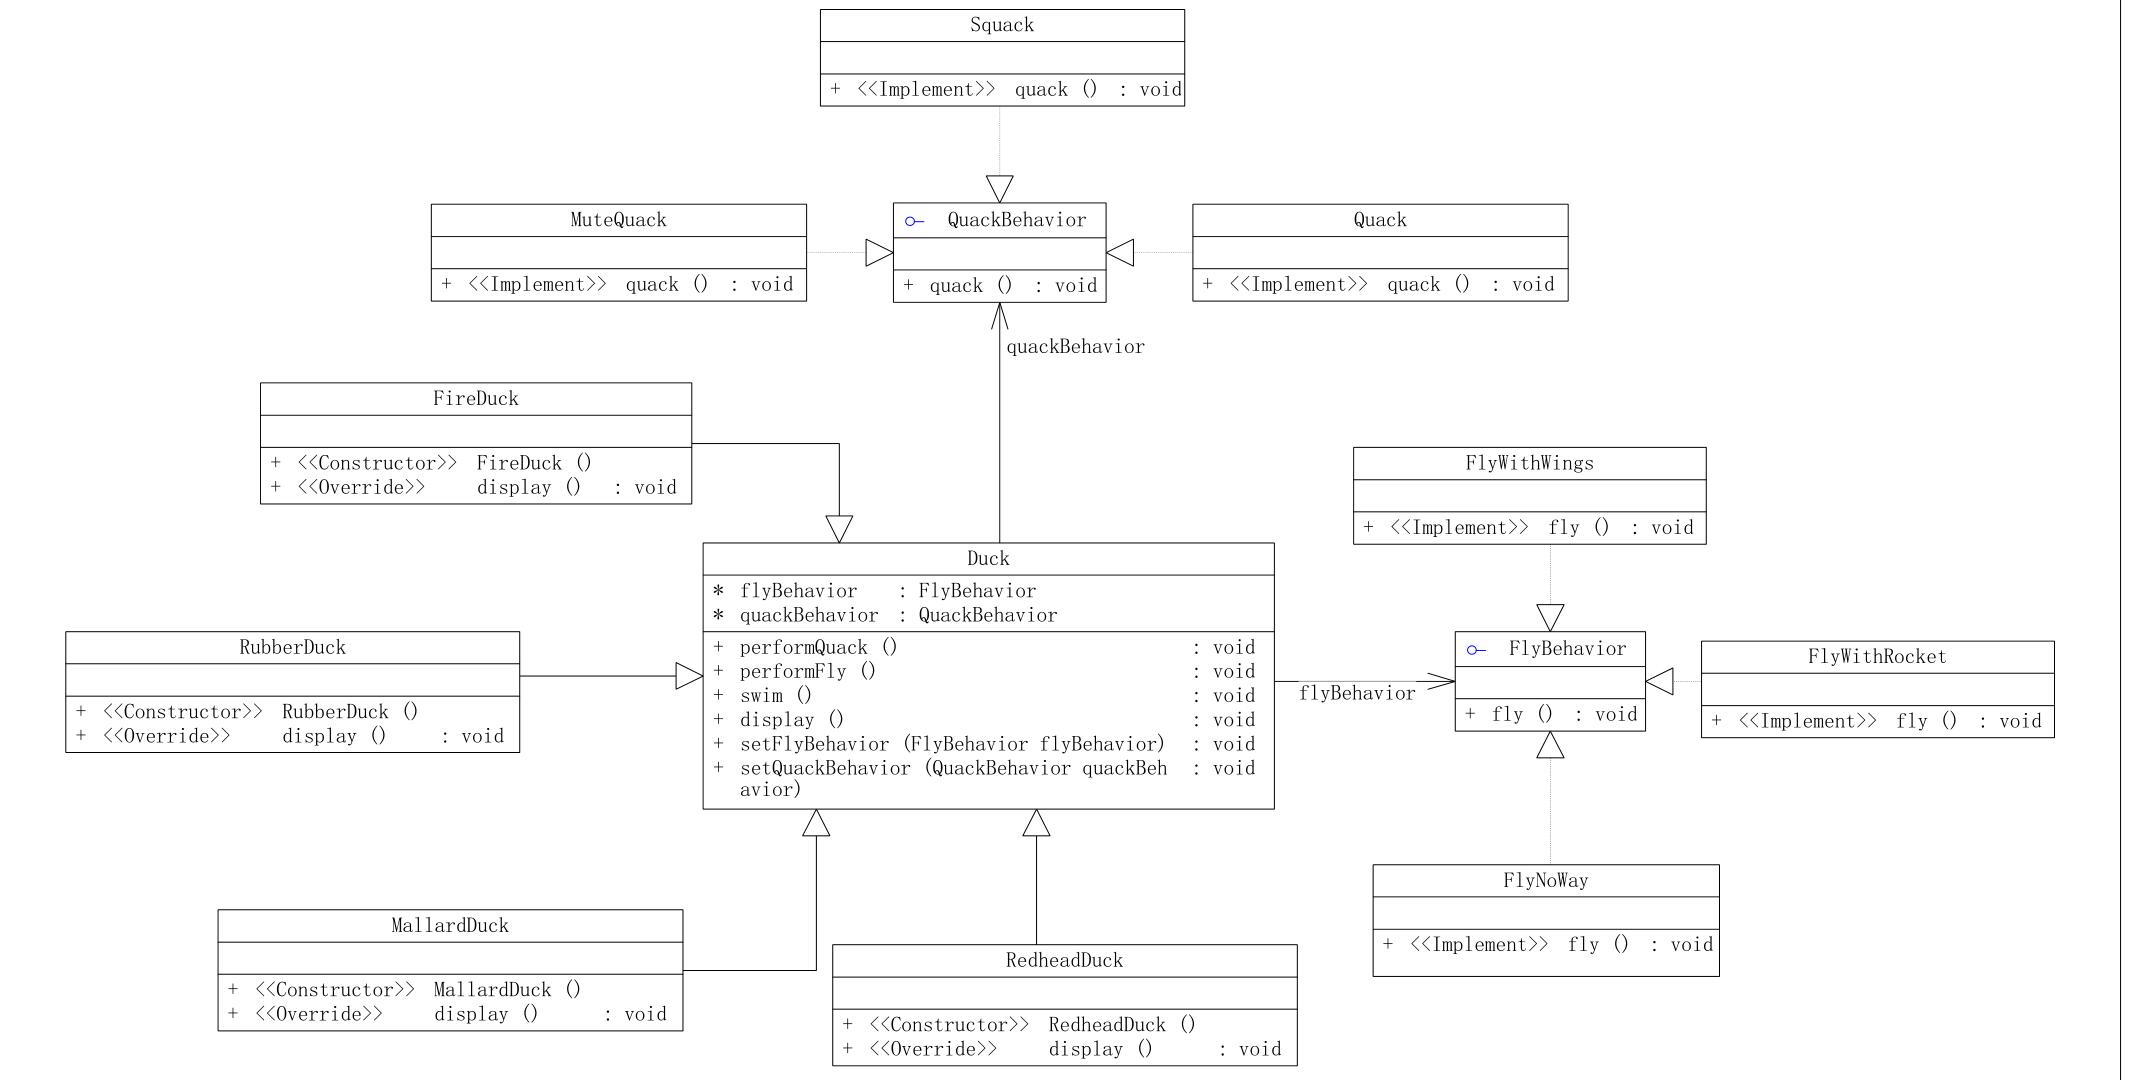 Squack
+ <<Implement>> quack () : void
MuteQuack
+ <<Implement>> quack () : void
QuackBehavior
+ quack () : void
Quack
+ <<Implement>> quack () : void
quackBehavior
FireDuck
+ <<Constructor>> FireDuck ()
+ <<Override>> display () : void
FlyWithWings
+ <<Implement>> fly () : void
Duck
* flyBehavior : FlyBehavior
* quackBehavior : QuackBehavior
+ performQuack () : void
+ performFly () : void
+ swim () : void
+ display () : void
+ setFlyBehavior (FlyBehavior flyBehavior) : void
+ setQuackBehavior (QuackBehavior quackBeh : void
avior)
RubberDuck
+ <<Constructor>> RubberDuck ()
+ <<Override>> display () : void
flyBehavior
FlyBehavior
+ fly () : void
FlyWithRocket
+ <<Implement>> fly () : void
FlyNoWay
+ <<Implement>> fly () : void
MallardDuck
+ <<Constructor>> MallardDuck ()
+ <<Override>> display () : void
RedheadDuck
+ <<Constructor>> RedheadDuck ()
+ <<Override>> display () : void